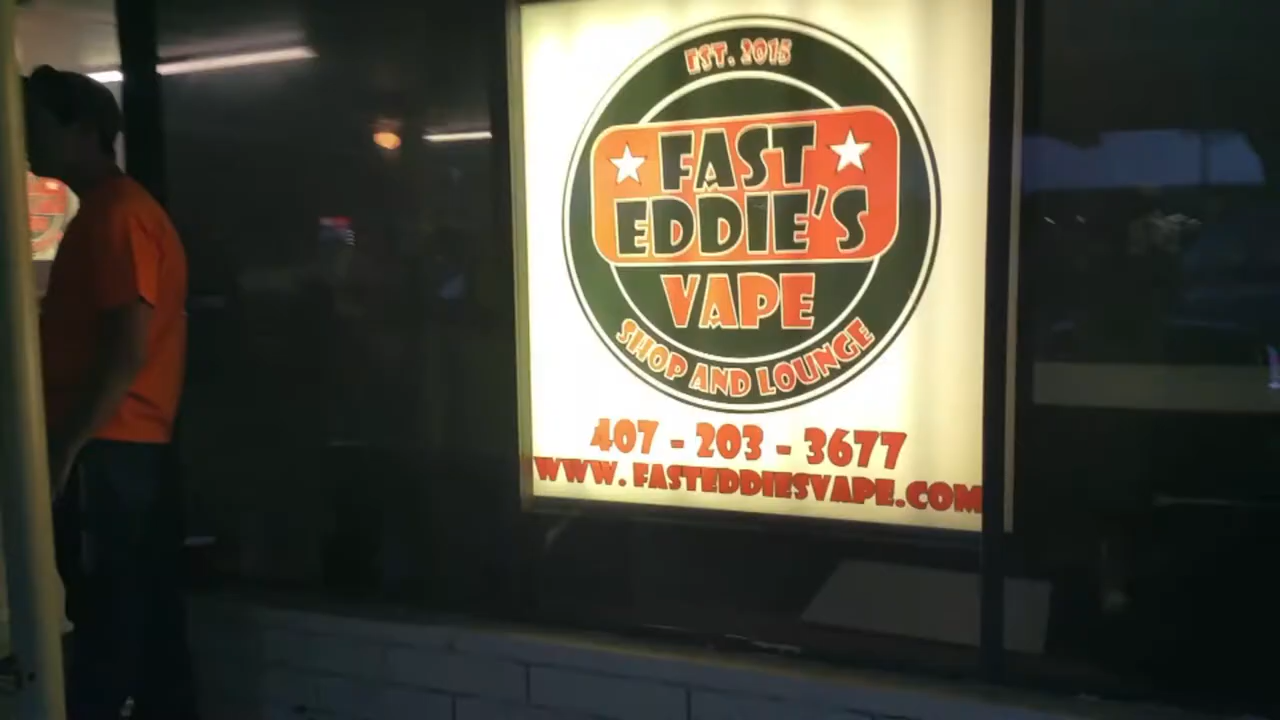 EST. 2015
FAST
EDDIE'S
VAPE
SHOP AND LOUNGE
407 - 203 - 3677
WWW. FASTEDDIESVAPE.COM